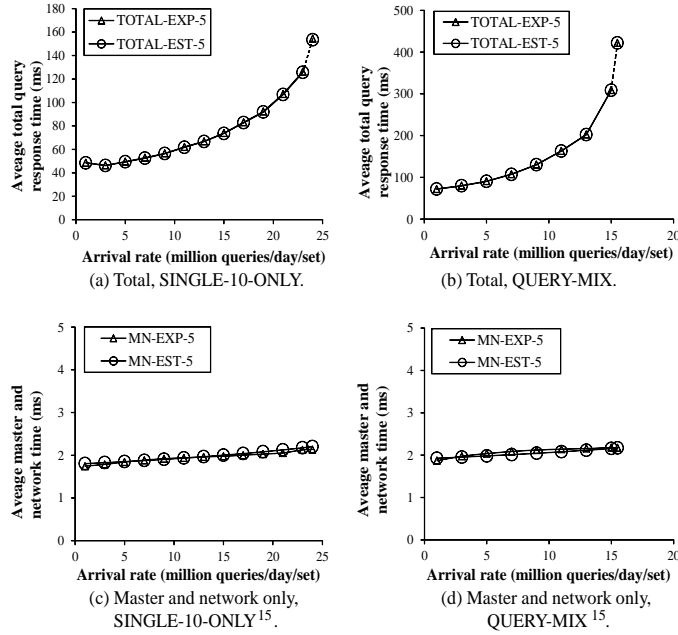 180
160
140
120
100
80
60
40
20
0
TOTAL-EXP-5
TOTAL-EST-5
Aveage total query
response time (ms)
0 5 10 15 20 25
Arrival rate (million queries/day/set)
(a) Total, SINGLE-10-ONLY.
500
400
300
200
100
0
TOTAL-EXP-5
TOTAL-EST-5
Aveage total query
response time (ms)
0 5 10 15 20
Arrival rate (million queries/day/set)
(b) Total, QUERY-MIX.
5
4
3
2
1
0
MN-EXP-5
MN-EST-5
Aveage master and
network time (ms)
0 5 10 15 20 25
Arrival rate (million queries/day/set)
(c) Master and network only,
SINGLE-10-ONLY15.
5
4
3
2
1
0
MN-EXP-5
MN-EST-5
Aveage master and
network time (ms)
0 5 10 15 20
Arrival rate (million queries/day/set)
(d) Master and network only,
QUERY-MIX 15.